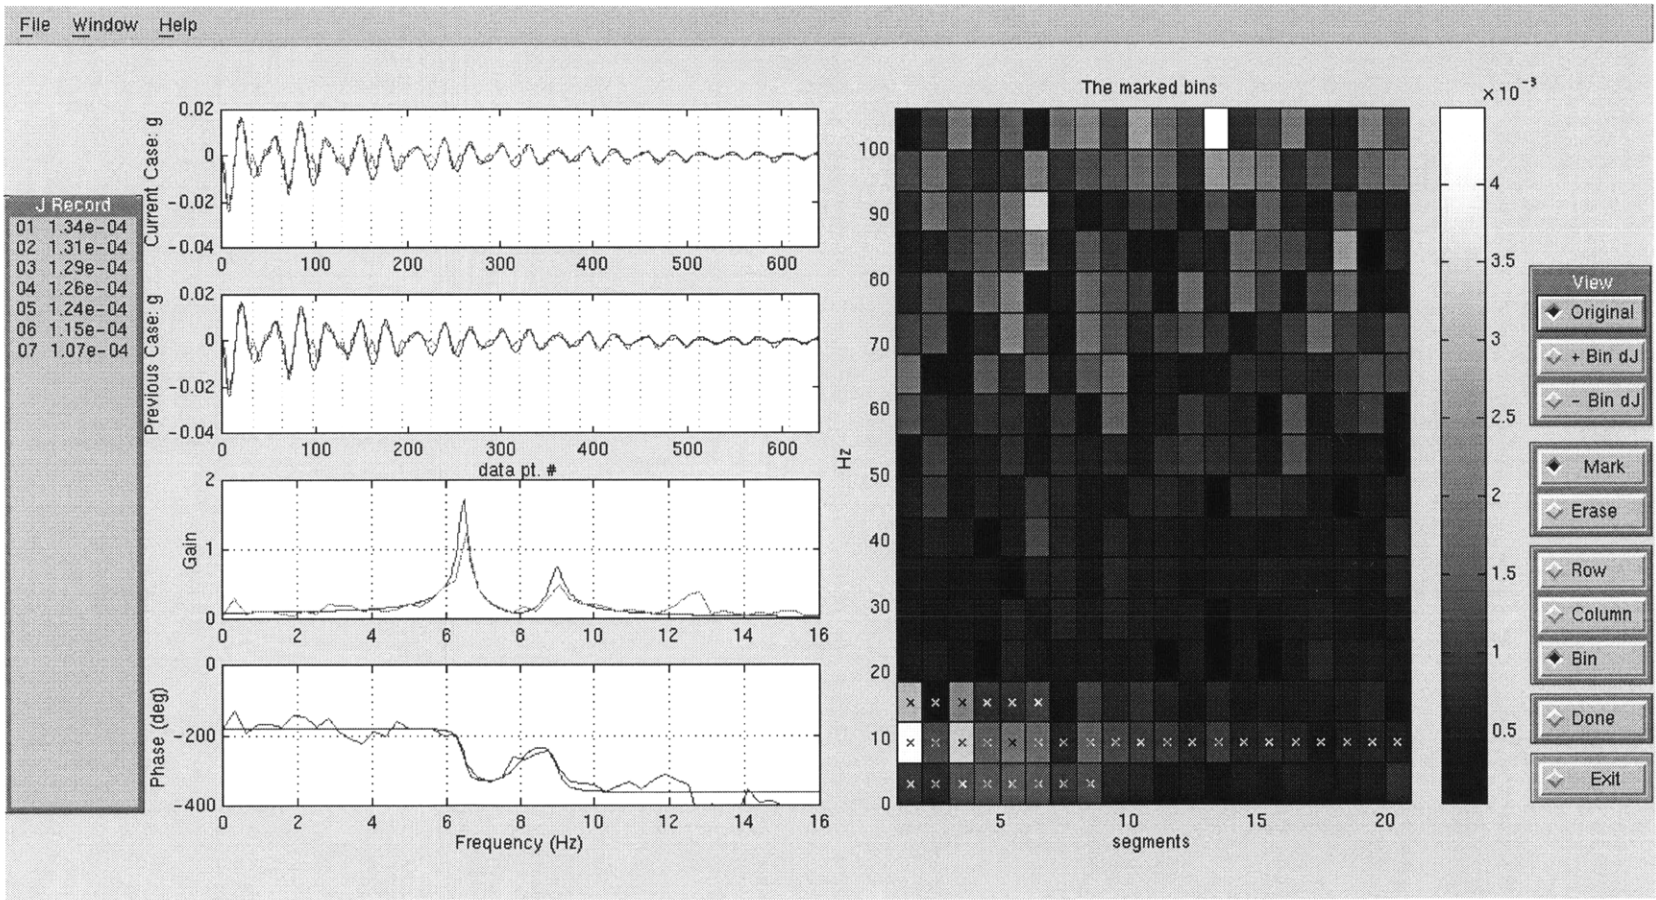 File Window Help
J Record
01 1.34e-04
02 1.31e-04
03 1.29e-04
04 1.26e-04
05 1.24e-04
06 1.15e-04
07 1.07e-04
Current Case: g
0.02
0
-0.02
-0.04
0 100 200 300 400 500 600
Previous Case: g
0.02
0
-0.02
-0.04
0 100 200 300 400 500 600
data pt. #
Gain
2
1
0
0 2 4 6 8 10 12 14 16
Phase (deg)
0
-200
-400
0 2 4 6 8 10 12 14 16
Frequency (Hz)
The marked bins
Hz
100
90
80
70
60
50
40
30
20
10
0
5 10 15 20
segments
×10⁻³
4
3.5
3
2.5
2
1.5
1
0.5
View
Original
+ Bin dJ
- Bin dJ
Mark
Erase
Row
Column
Bin
Done
Exit